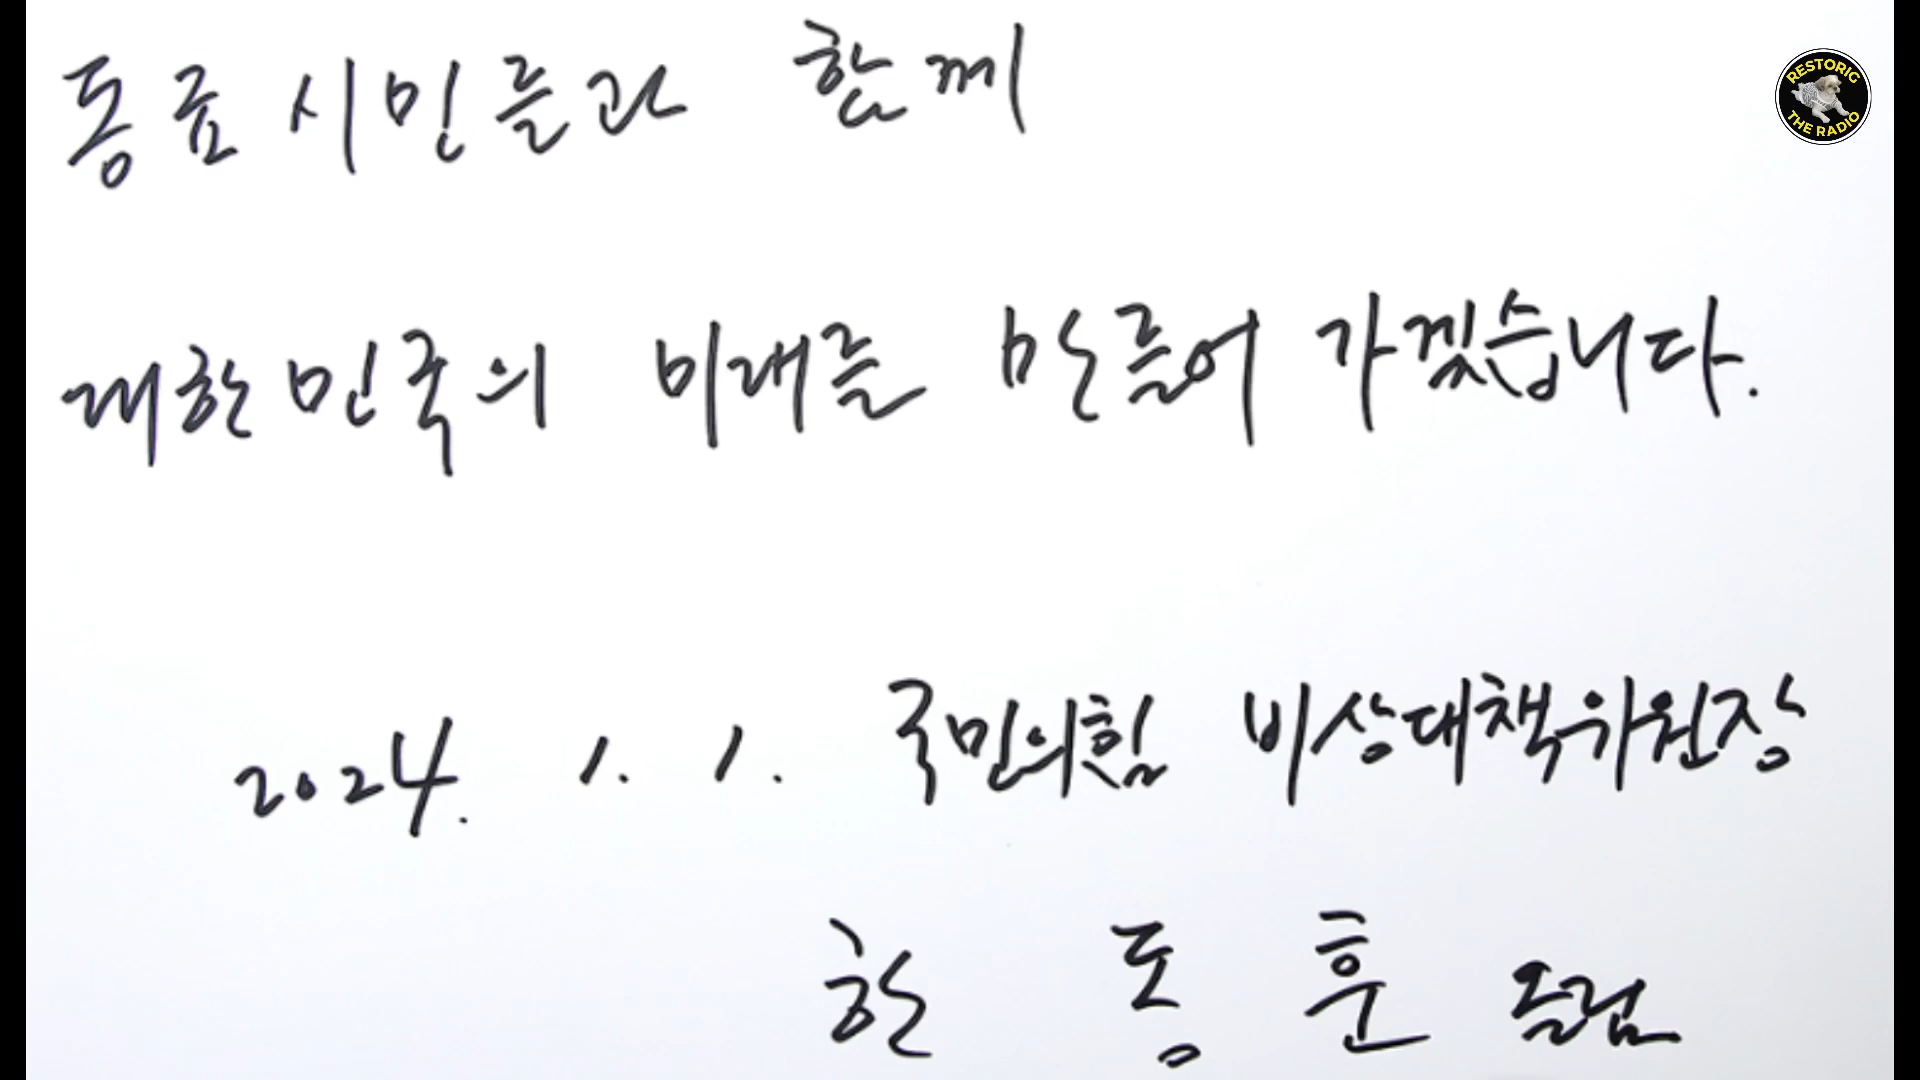 동료시민들과 함께
대한민국의 미래를 만들어 가겠습니다.
2024. 1. 1. 국민의힘 비상대책위원장
한 동 훈 올림
RESTORIG
THE RADIO